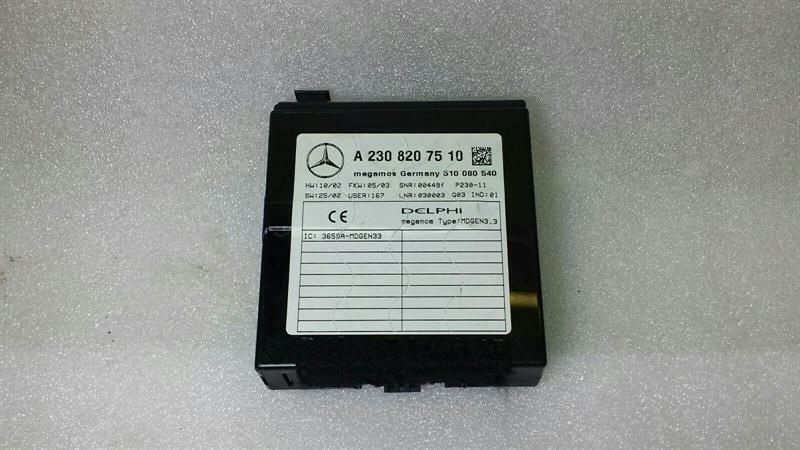 A 230 820 75 10
megamos Germany 510 080 540
HW:10/02 FKW:05/03 SNR:00449f P230-11
SW:25/02 USER:167 LNR:030003 Q03 IND:01
CE DELPHI
megamos Type:MDGEN3.3
IC: 3659A-MDGEN33